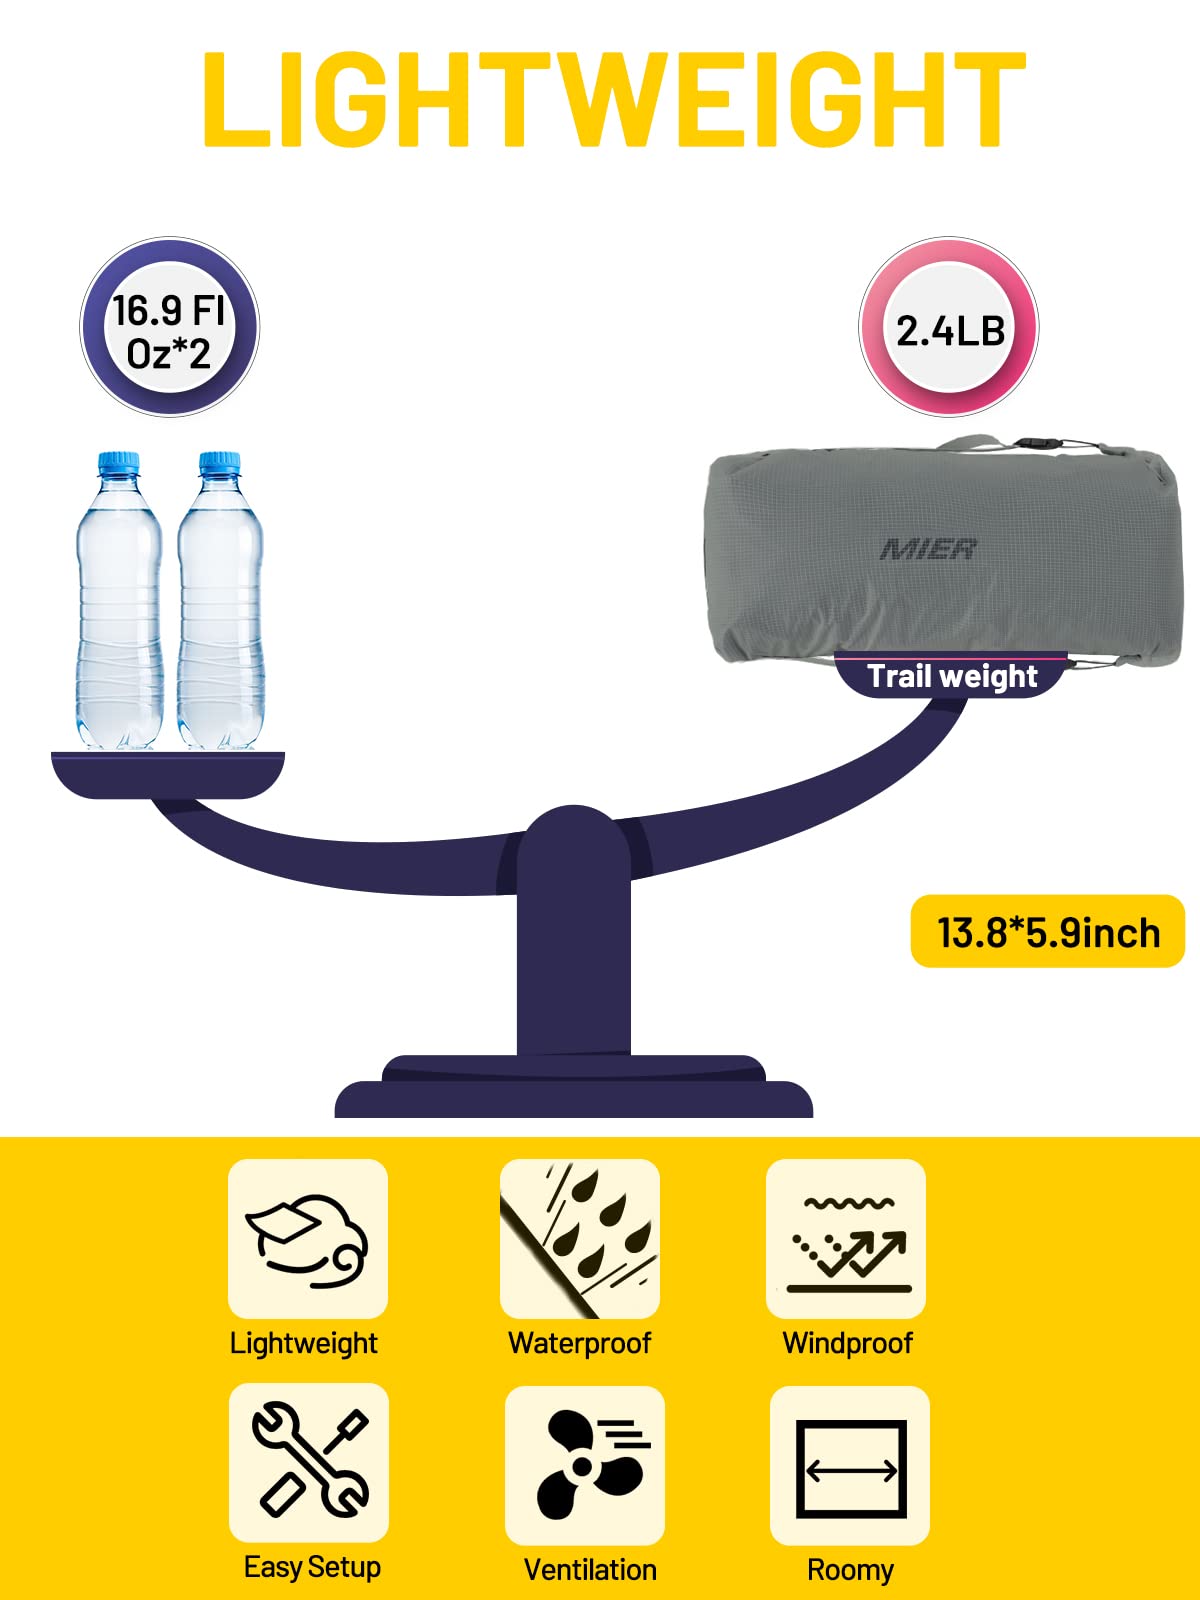 LIGHTWEIGHT
16.9 Fl
Oz*2
2.4LB
MIER
Trail weight
13.8*5.9inch
Lightweight
Waterproof
Windproof
Easy Setup
Ventilation
Roomy